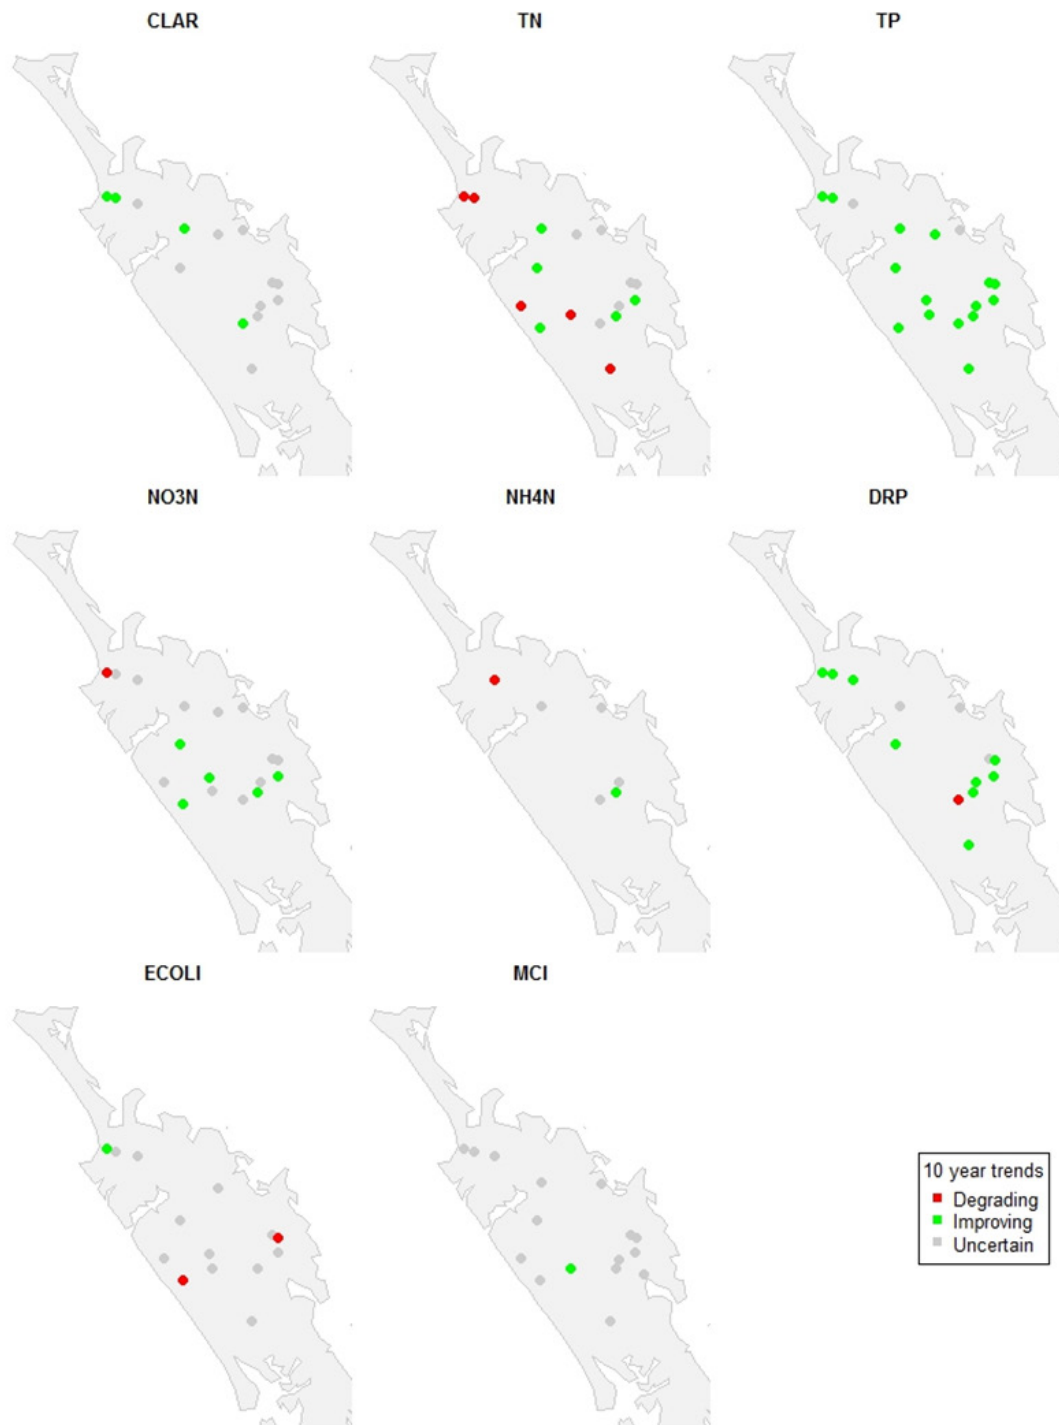 CLAR
TN
TP
NO3N
NH4N
DRP
ECOLI
MCI
10 year trends
Degrading
Improving
Uncertain